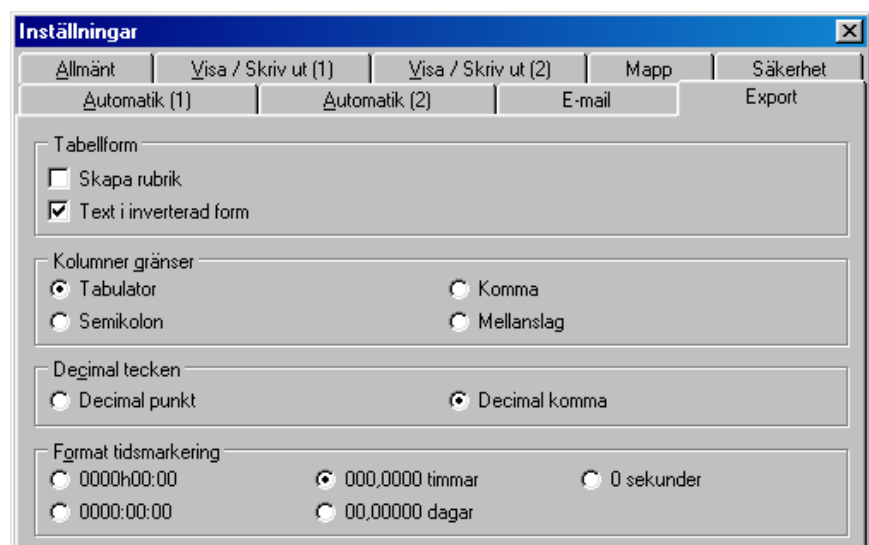 Inställningar
Allmänt Visa / Skriv ut (1) Visa / Skriv ut (2) Mapp Säkerhet
Automatik (1) Automatik (2) E-mail Export
Tabellform
Skapa rubrik
Text i inverterad form
Kolumner gränser
Tabulator Komma
Semikolon Mellanslag
Decimal tecken
Decimal punkt Decimal komma
Format tidsmarkering
0000h00:00 000,0000 timmar 0 sekunder
0000:00:00 00,00000 dagar